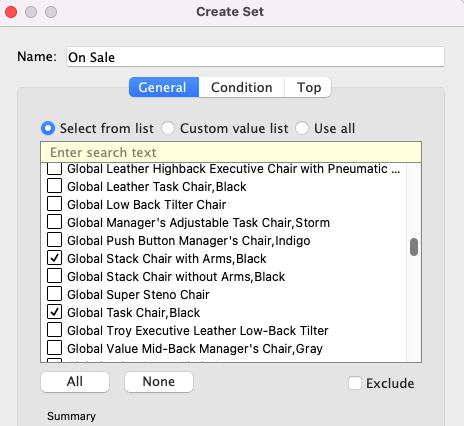 Create Set
Name: On Sale
General Condition Top
Select from list Custom value list Use all
Enter search text
Global Leather Highback Executive Chair with Pneumatic ...
Global Leather Task Chair,Black
Global Low Back Tilter Chair
Global Manager's Adjustable Task Chair,Storm
Global Push Button Manager's Chair,Indigo
Global Stack Chair with Arms,Black
Global Stack Chair without Arms,Black
Global Super Steno Chair
Global Task Chair,Black
Global Troy Executive Leather Low-Back Tilter
Global Value Mid-Back Manager's Chair,Gray
All None Exclude
Summary